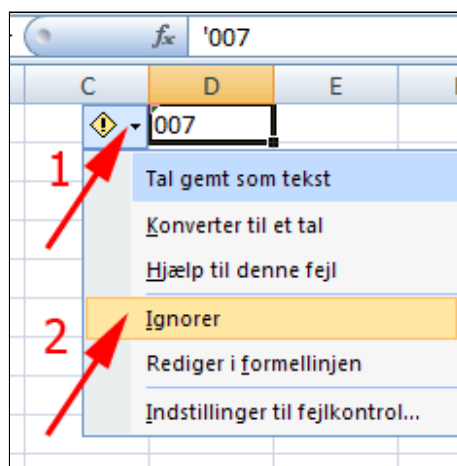 fx '007
C D E
007
1
Tal gemt som tekst
Konverter til et tal
Hjælp til denne fejl
2
Ignorer
Rediger i formellinjen
Indstillinger til fejlkontrol...